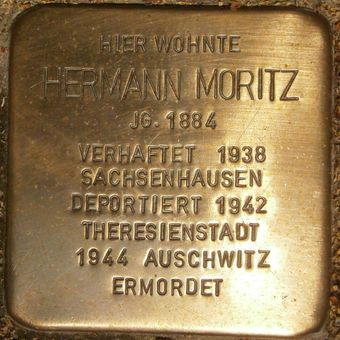 HIER WOHNTE
HERMANN MORITZ
JG. 1884
VERHAFTET 1938
SACHSENHAUSEN
DEPORTIERT 1942
THERESIENSTADT
1944 AUSCHWITZ
ERMORDET